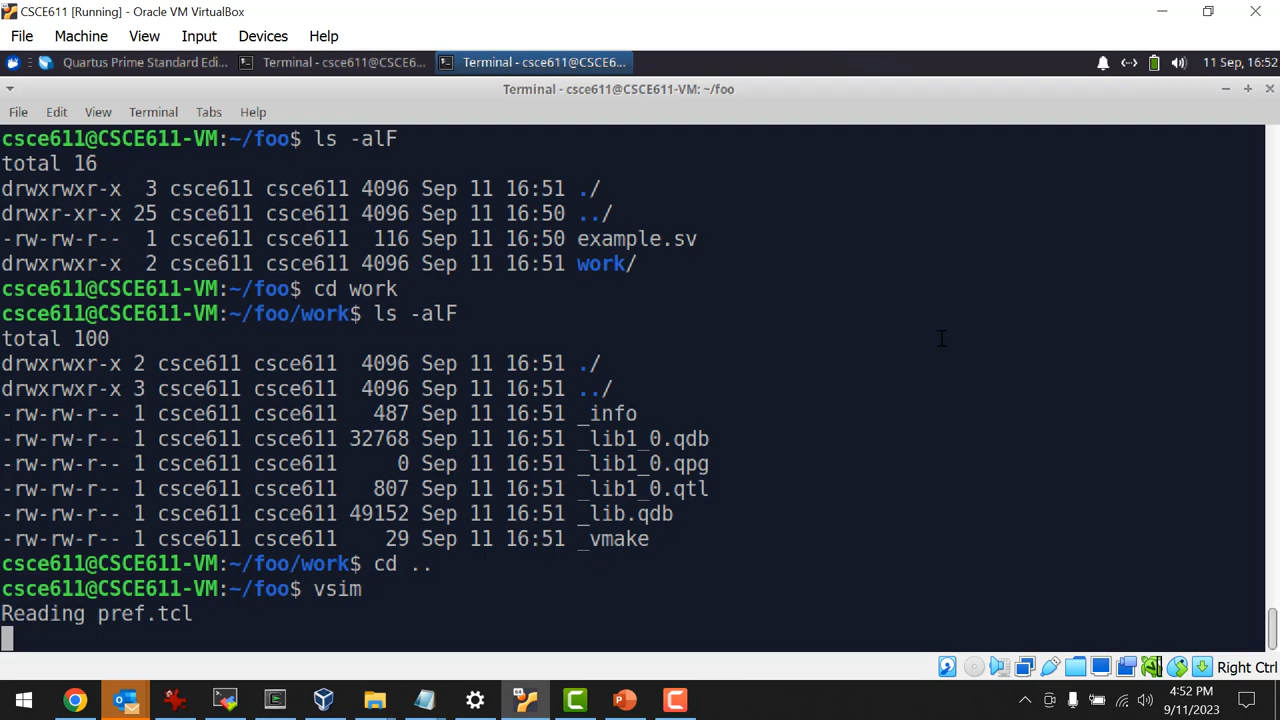 CSCE611 [Running] - Oracle VM VirtualBox
File Machine View Input Devices Help
Quartus Prime Standard Edi... Terminal - csce611@CSCE6... Terminal - csce611@CSCE6... 11 Sep, 16:52
Terminal - csce611@CSCE611-VM: ~/foo
File Edit View Terminal Tabs Help
csce611@CSCE611-VM:~/foo$ ls -alF
total 16
drwxrwxr-x 3 csce611 csce611 4096 Sep 11 16:51 ./
drwxr-xr-x 25 csce611 csce611 4096 Sep 11 16:50 ../
-rw-rw-r-- 1 csce611 csce611 116 Sep 11 16:50 example.sv
drwxrwxr-x 2 csce611 csce611 4096 Sep 11 16:51 work/
csce611@CSCE611-VM:~/foo$ cd work
csce611@CSCE611-VM:~/foo/work$ ls -alF
total 100
drwxrwxr-x 2 csce611 csce611 4096 Sep 11 16:51 ./
drwxrwxr-x 3 csce611 csce611 4096 Sep 11 16:51 ../
-rw-rw-r-- 1 csce611 csce611 487 Sep 11 16:51 _info
-rw-rw-r-- 1 csce611 csce611 32768 Sep 11 16:51 _lib1_0.qdb
-rw-rw-r-- 1 csce611 csce611 0 Sep 11 16:51 _lib1_0.qpg
-rw-rw-r-- 1 csce611 csce611 807 Sep 11 16:51 _lib1_0.qtl
-rw-rw-r-- 1 csce611 csce611 49152 Sep 11 16:51 _lib.qdb
-rw-rw-r-- 1 csce611 csce611 29 Sep 11 16:51 _vmake
csce611@CSCE611-VM:~/foo/work$ cd ..
csce611@CSCE611-VM:~/foo$ vsim
Reading pref.tcl
Right Ctrl
4:52 PM
9/11/2023